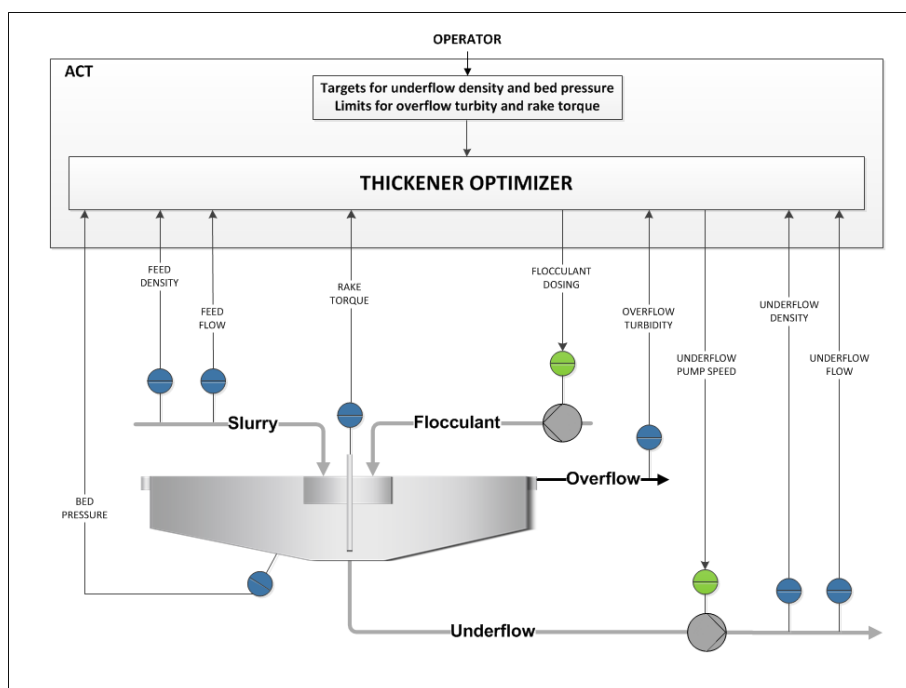 OPERATOR
ACT
Targets for underflow density and bed pressure
Limits for overflow turbity and rake torque
THICKENER OPTIMIZER
FEED
DENSITY
FEED
FLOW
RAKE
TORQUE
FLOCCULANT
DOSING
OVERFLOW
TURBIDITY
UNDERFLOW
PUMP SPEED
UNDERFLOW
DENSITY
UNDERFLOW
FLOW
Slurry
Flocculant
Overflow
BED
PRESSURE
Underflow